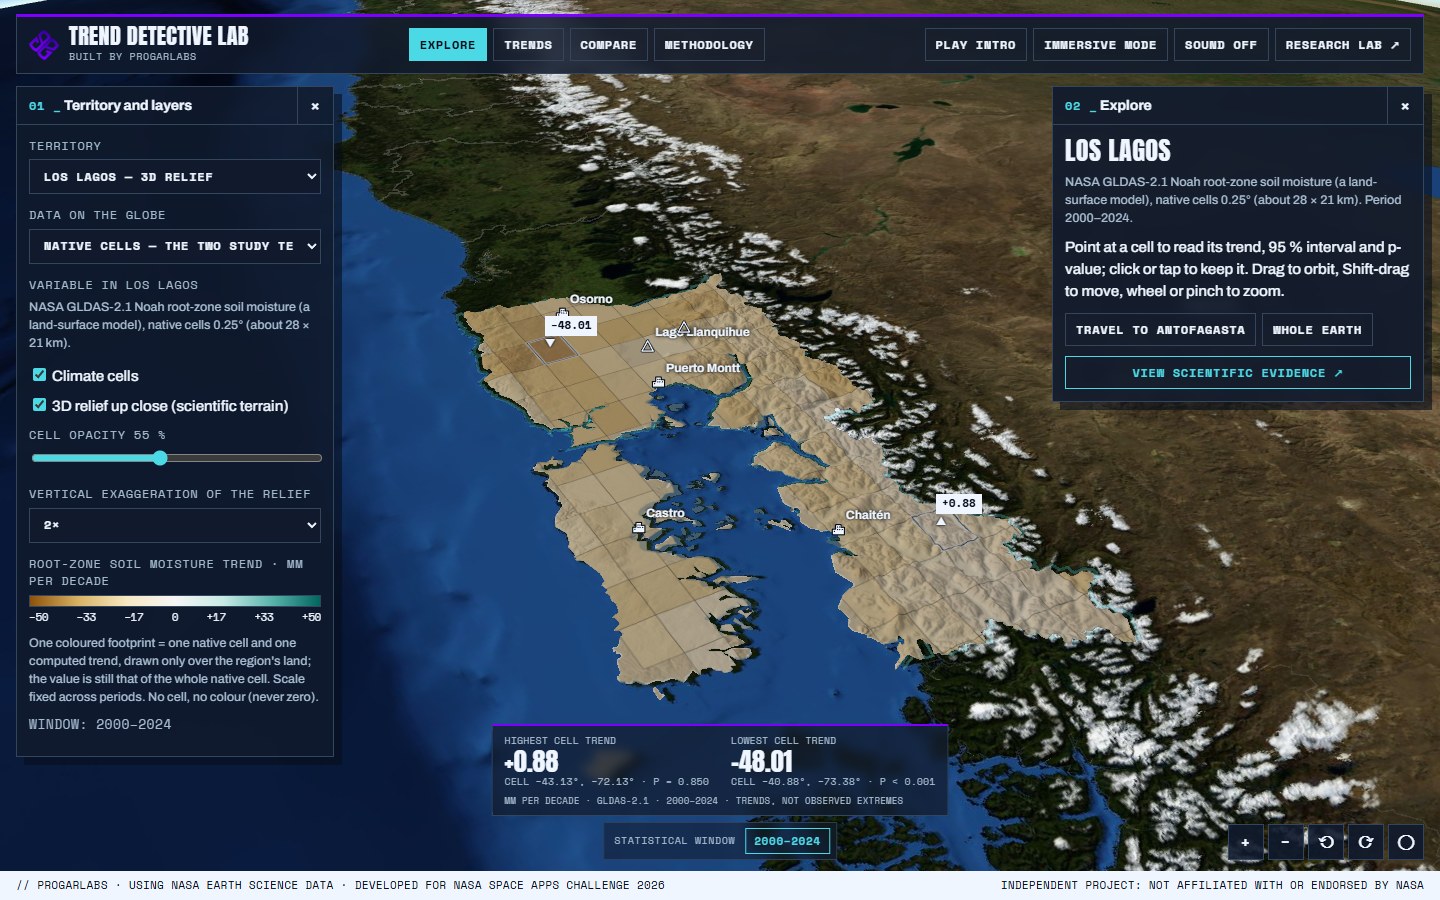 TREND DETECTIVE LAB
BUILT BY PROGARLABS
EXPLORE
TRENDS
COMPARE
METHODOLOGY
PLAY INTRO
IMMERSIVE MODE
SOUND OFF
RESEARCH LAB ↗
01 _ Territory and layers
×
TERRITORY
LOS LAGOS — 3D RELIEF
DATA ON THE GLOBE
NATIVE CELLS — THE TWO STUDY TE
VARIABLE IN LOS LAGOS
NASA GLDAS-2.1 Noah root-zone soil moisture (a
land-surface model), native cells 0.25° (about 28 ×
21 km).
Climate cells
3D relief up close (scientific terrain)
CELL OPACITY 55 %
VERTICAL EXAGGERATION OF THE RELIEF
2×
ROOT-ZONE SOIL MOISTURE TREND · MM
PER DECADE
−50 −33 −17 0 +17 +33 +50
One coloured footprint = one native cell and one
computed trend, drawn only over the region's land;
the value is still that of the whole native cell. Scale
fixed across periods. No cell, no colour (never zero).
WINDOW: 2000–2024
Osorno
−48.01
Puerto Montt
Castro
Chaitén
+0.88
02 _ Explore
×
LOS LAGOS
NASA GLDAS-2.1 Noah root-zone soil moisture (a land-
surface model), native cells 0.25° (about 28 × 21 km). Period
2000–2024.
Point at a cell to read its trend, 95 % interval and p-
value; click or tap to keep it. Drag to orbit, Shift-drag
to move, wheel or pinch to zoom.
TRAVEL TO ANTOFAGASTA
WHOLE EARTH
VIEW SCIENTIFIC EVIDENCE ↗
HIGHEST CELL TREND
+0.88
CELL −43.13°, −72.13° · P = 0.850
LOWEST CELL TREND
−48.01
CELL −40.88°, −73.38° · P < 0.001
MM PER DECADE · GLDAS-2.1 · 2000–2024 · TRENDS, NOT OBSERVED EXTREMES
STATISTICAL WINDOW
2000–2024
// PROGARLABS · USING NASA EARTH SCIENCE DATA · DEVELOPED FOR NASA SPACE APPS CHALLENGE 2026
INDEPENDENT PROJECT: NOT AFFILIATED WITH OR ENDORSED BY NASA